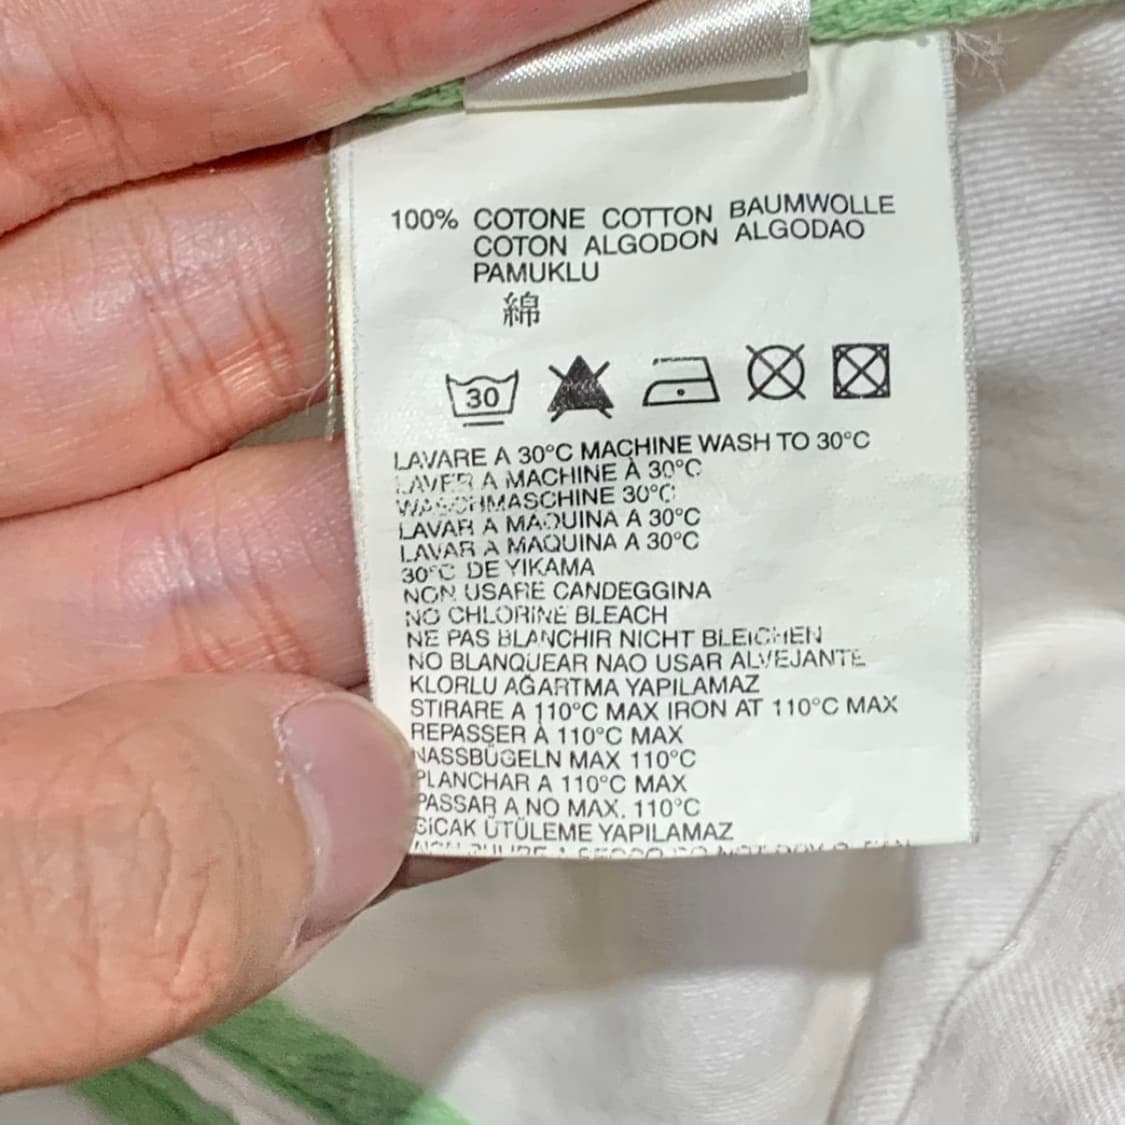 100% COTONE COTTON BAUMWOLLE
COTON ALGODON ALGODAO
PAMUKLU
綿
30
LAVARE A 30°C MACHINE WASH TO 30°C
LAVER A MACHINE À 30°C
WASCHMASCHINE 30°C
LAVAR A MAQUINA A 30°C
LAVAR A MAQUINA A 30°C
30°C DE YIKAMA
NON USARE CANDEGGINA
NO CHLORINE BLEACH
NE PAS BLANCHIR NICHT BLEICHEN
NO BLANQUEAR NAO USAR ALVEJANTE
KLORLU AĞARTMA YAPILAMAZ
STIRARE A 110°C MAX IRON AT 110°C MAX
REPASSER À 110°C MAX
NASSBÜGELN MAX 110°C
PLANCHAR A 110°C MAX
PASSAR A NO MAX. 110°C
SICAK ÜTÜLEME YAPILAMAZ